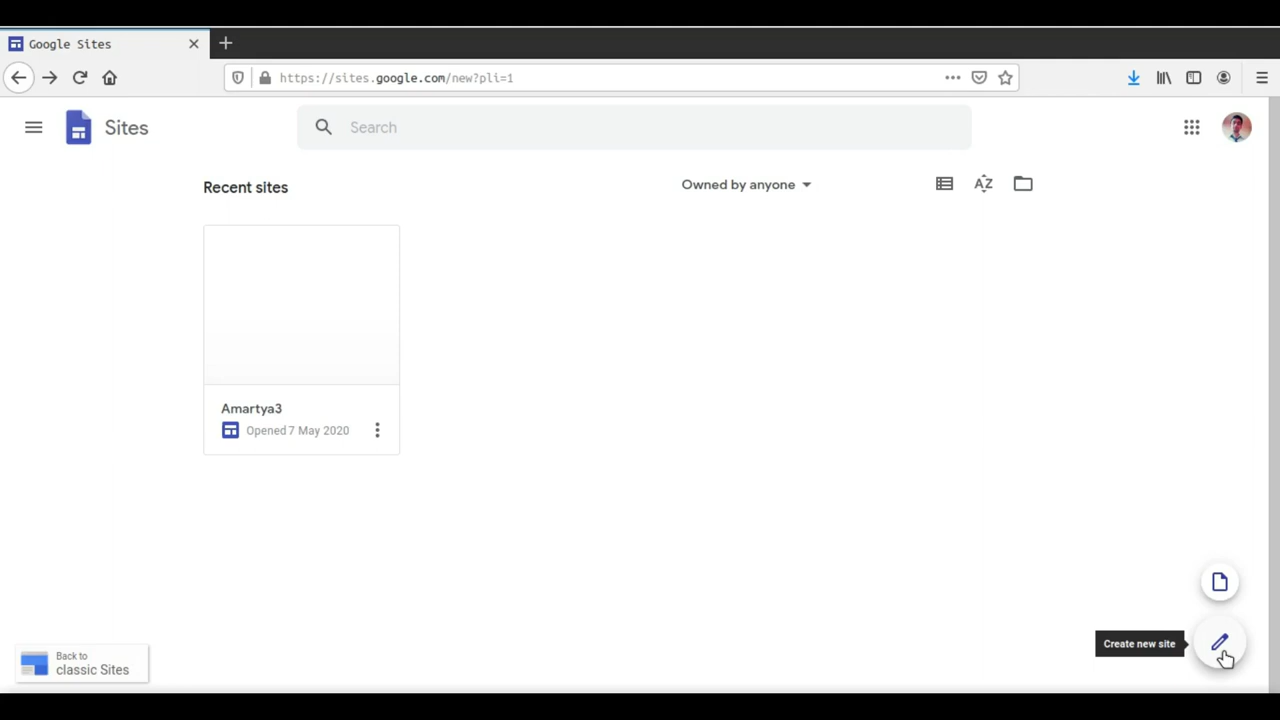 Google Sites
https://sites.google.com/new?pli=1
Sites
Search
Recent sites
Owned by anyone
AZ
Amartya3
Opened 7 May 2020
Create new site
Back to
classic Sites